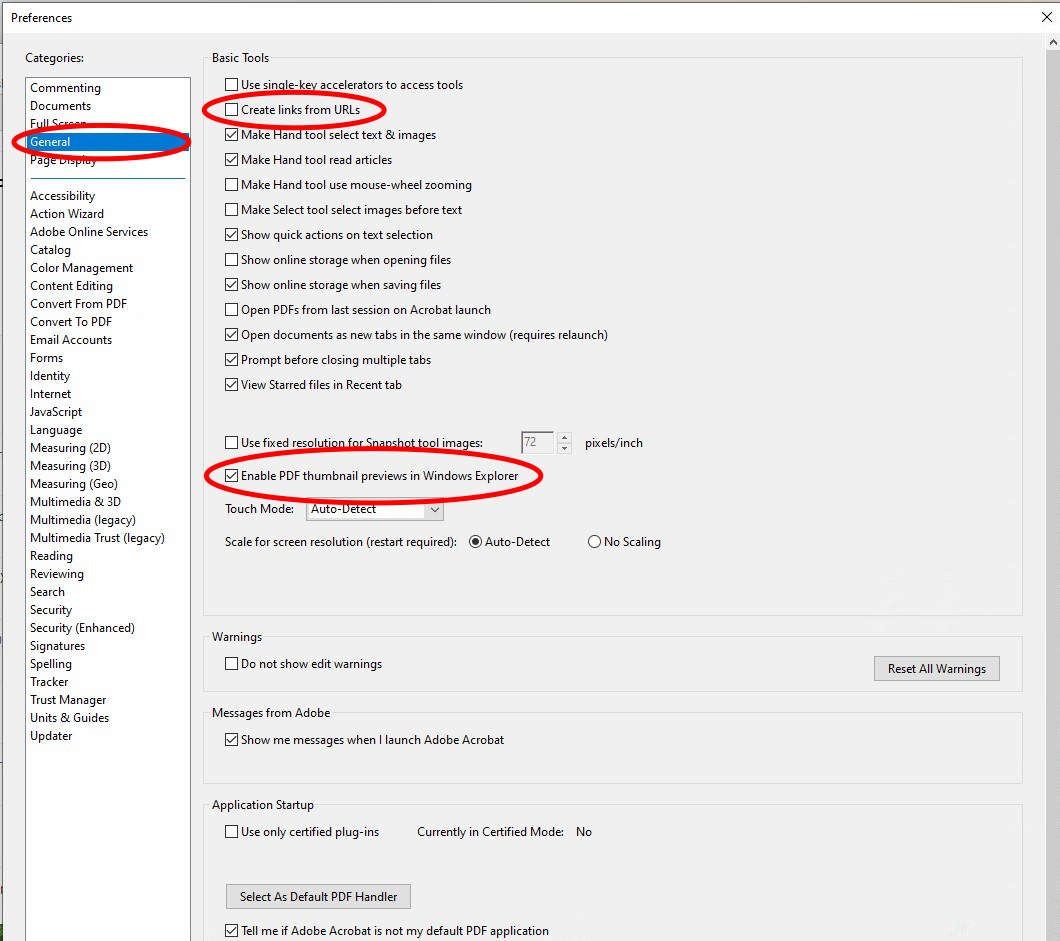 Preferences
Categories:
Commenting
Documents
Full Screen
General
Page Display
Accessibility
Action Wizard
Adobe Online Services
Catalog
Color Management
Content Editing
Convert From PDF
Convert To PDF
Email Accounts
Forms
Identity
Internet
JavaScript
Language
Measuring (2D)
Measuring (3D)
Measuring (Geo)
Multimedia & 3D
Multimedia (legacy)
Multimedia Trust (legacy)
Reading
Reviewing
Search
Security
Security (Enhanced)
Signatures
Spelling
Tracker
Trust Manager
Units & Guides
Updater
Basic Tools
Use single-key accelerators to access tools
Create links from URLs
Make Hand tool select text & images
Make Hand tool read articles
Make Hand tool use mouse-wheel zooming
Make Select tool select images before text
Show quick actions on text selection
Show online storage when opening files
Show online storage when saving files
Open PDFs from last session on Acrobat launch
Open documents as new tabs in the same window (requires relaunch)
Prompt before closing multiple tabs
View Starred files in Recent tab
Use fixed resolution for Snapshot tool images: 72 pixels/inch
Enable PDF thumbnail previews in Windows Explorer
Touch Mode: Auto-Detect
Scale for screen resolution (restart required): Auto-Detect No Scaling
Warnings
Do not show edit warnings Reset All Warnings
Messages from Adobe
Show me messages when I launch Adobe Acrobat
Application Startup
Use only certified plug-ins Currently in Certified Mode: No
Select As Default PDF Handler
Tell me if Adobe Acrobat is not my default PDF application